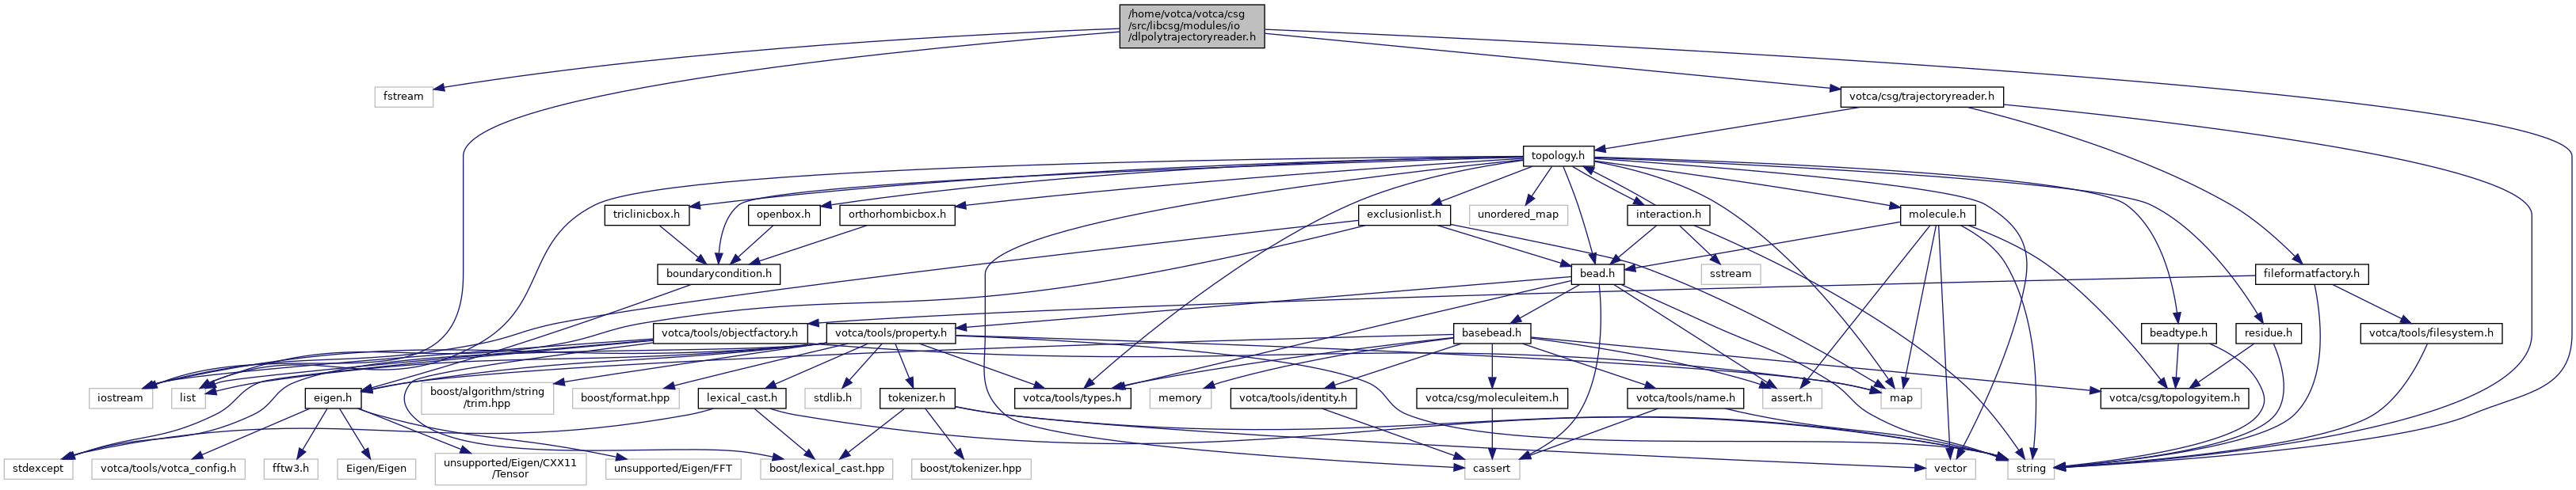 /home/votca/votca/csg
/src/libcsg/modules/io
/dlpolytrajectoryreader.h
fstream
votca/csg/trajectoryreader.h
topology.h
triclinicbox.h
openbox.h
orthorhombicbox.h
exclusionlist.h
unordered_map
interaction.h
molecule.h
boundarycondition.h
bead.h
sstream
fileformatfactory.h
votca/tools/objectfactory.h
votca/tools/property.h
basebead.h
beadtype.h
residue.h
votca/tools/filesystem.h
iostream
list
eigen.h
boost/algorithm/string
/trim.hpp
boost/format.hpp
lexical_cast.h
stdlib.h
tokenizer.h
votca/tools/types.h
memory
votca/tools/identity.h
votca/csg/moleculeitem.h
votca/tools/name.h
assert.h
map
votca/csg/topologyitem.h
stdexcept
votca/tools/votca_config.h
fftw3.h
Eigen/Eigen
unsupported/Eigen/CXX11
/Tensor
unsupported/Eigen/FFT
boost/lexical_cast.hpp
boost/tokenizer.hpp
cassert
vector
string